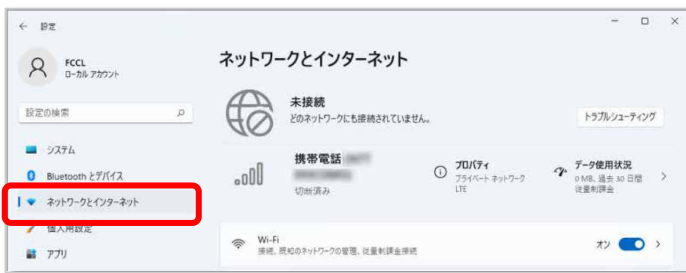 設定
FCCL
ローカル アカウント
設定の検索
システム
Bluetooth とデバイス
ネットワークとインターネット
個人用設定
アプリ
ネットワークとインターネット
未接続
どのネットワークにも接続されていません。
トラブルシューティング
携帯電話
切断済み
プロパティ
プライベート ネットワーク
LTE
データ使用状況
0 MB、過去 30 日間
従量制課金
Wi-Fi
接続、既知のネットワークの管理、従量制課金接続
オン